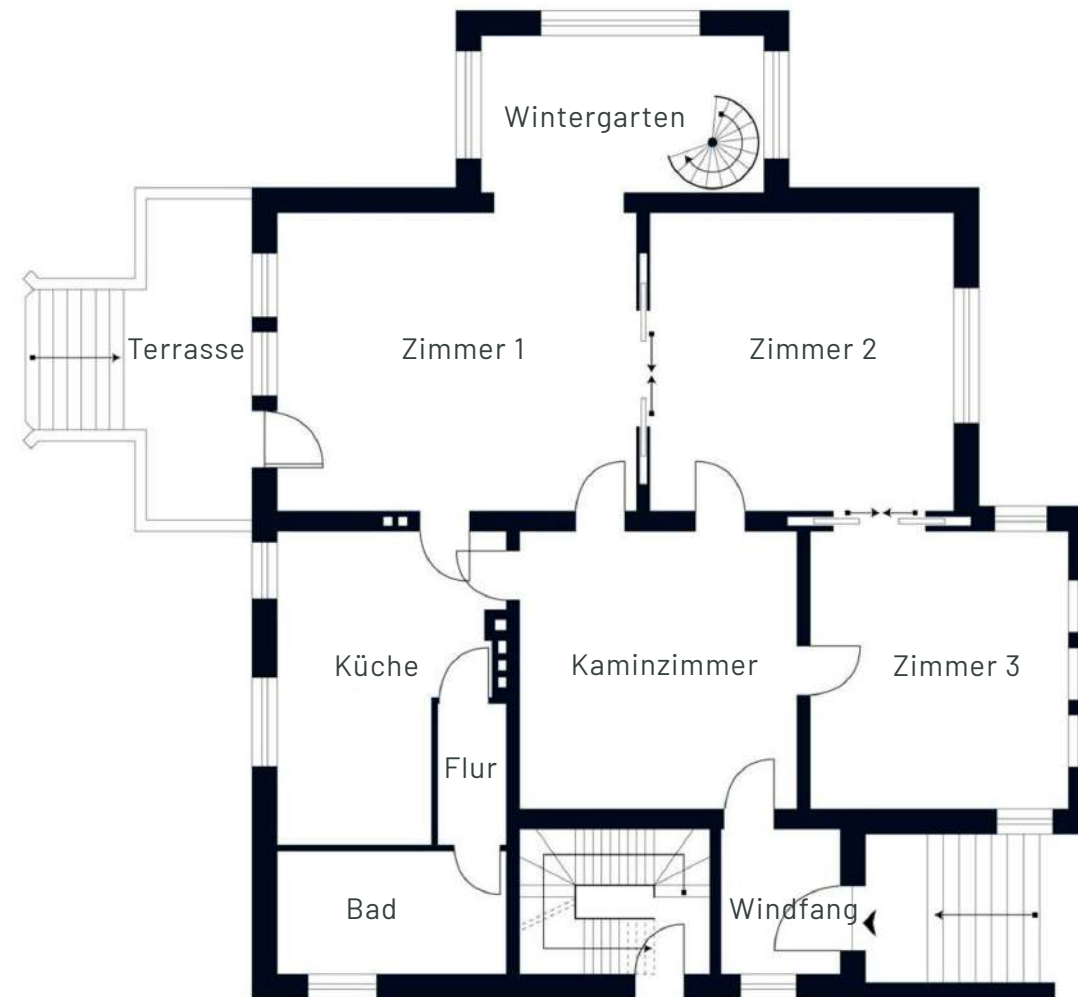 Wintergarten
Terrasse
Zimmer 1
Zimmer 2
Küche
Kaminzimmer
Zimmer 3
Flur
Bad
Windfang